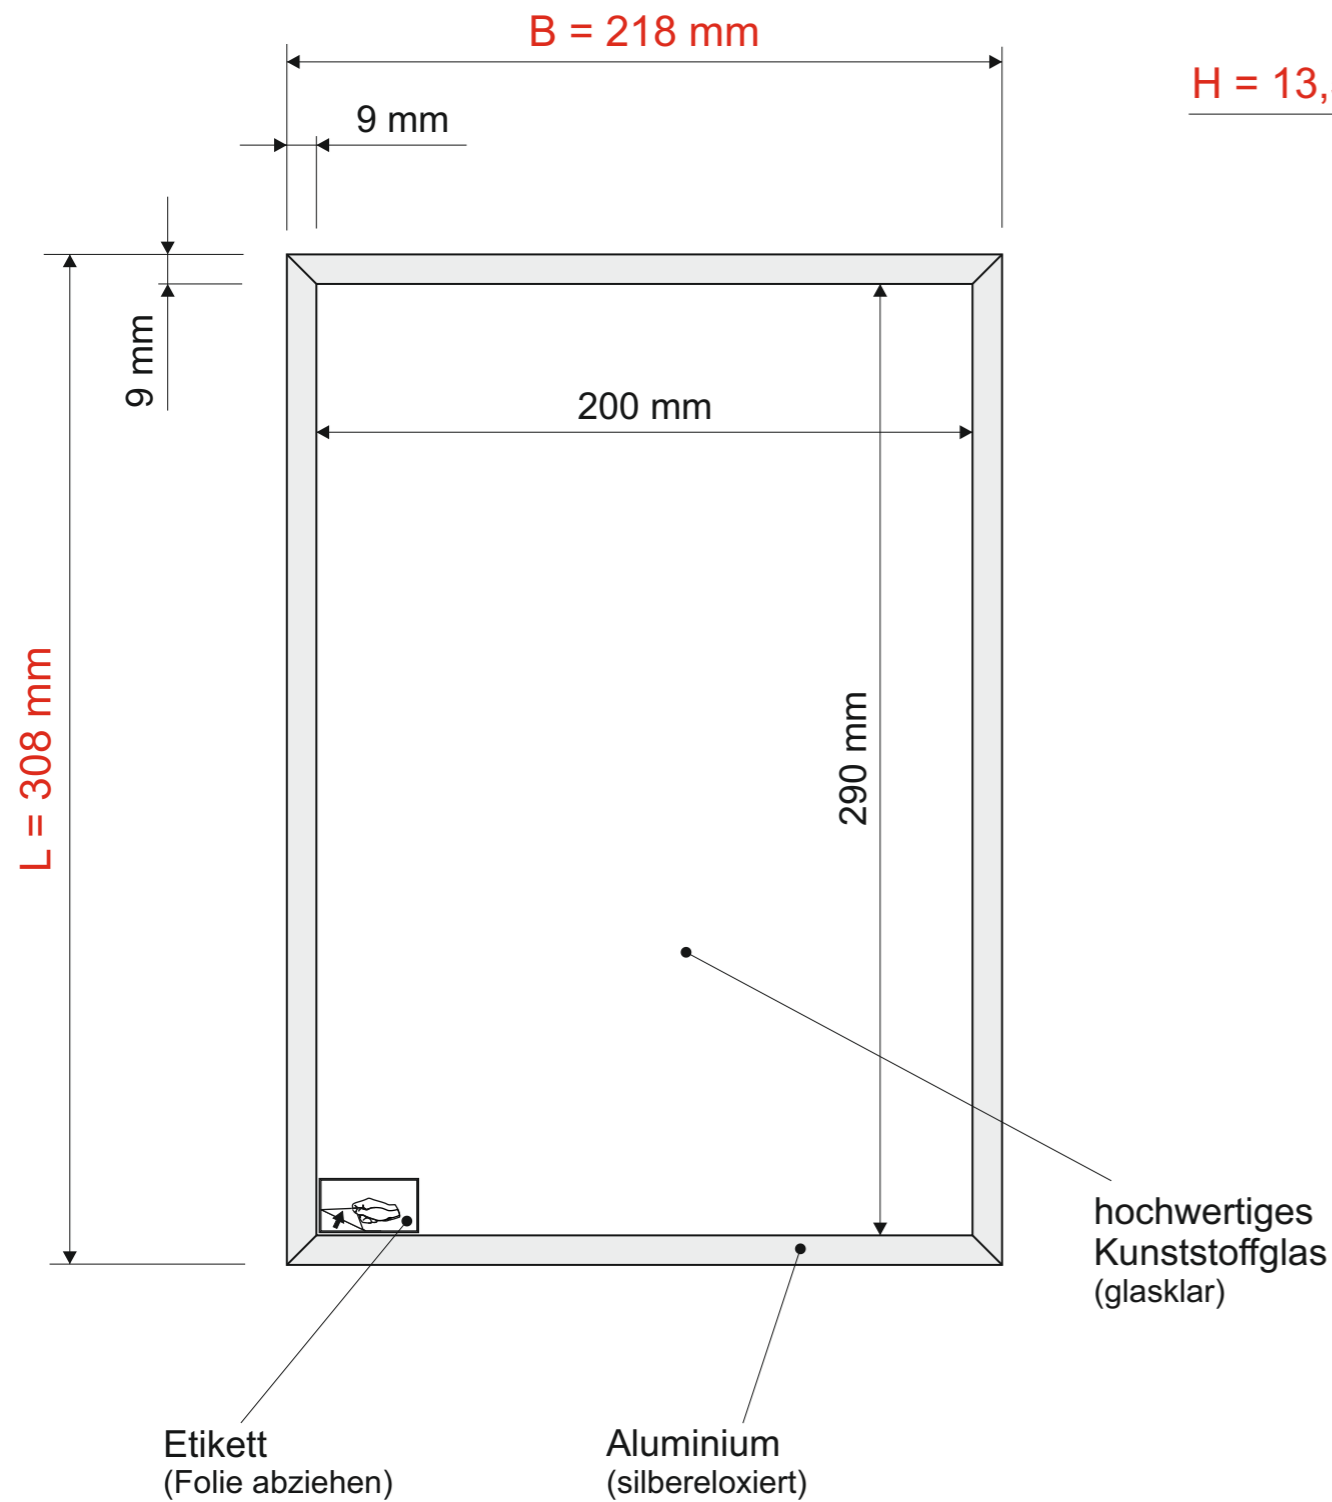 B = 218 mm
H = 13,
9 mm
9 mm
200 mm
L = 308 mm
290 mm
hochwertiges
Kunststoffglas
(glasklar)
Etikett
(Folie abziehen)
Aluminium
(silbereloxiert)